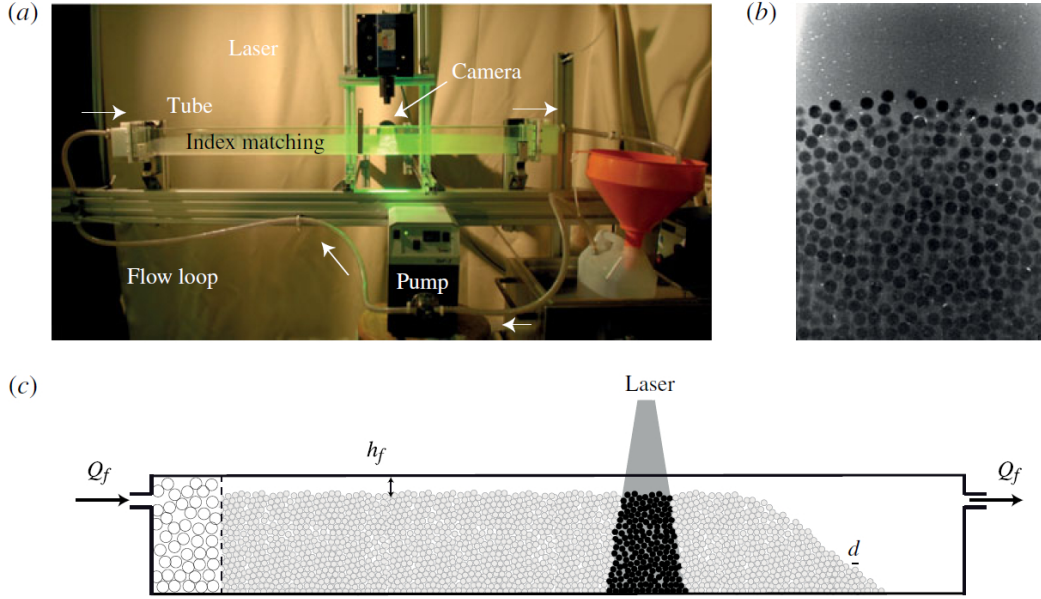 (a)
(b)
Laser
Camera
Tube
Index matching
Flow loop
Pump
(c)
Laser
h_f
Q_f
Q_f
d